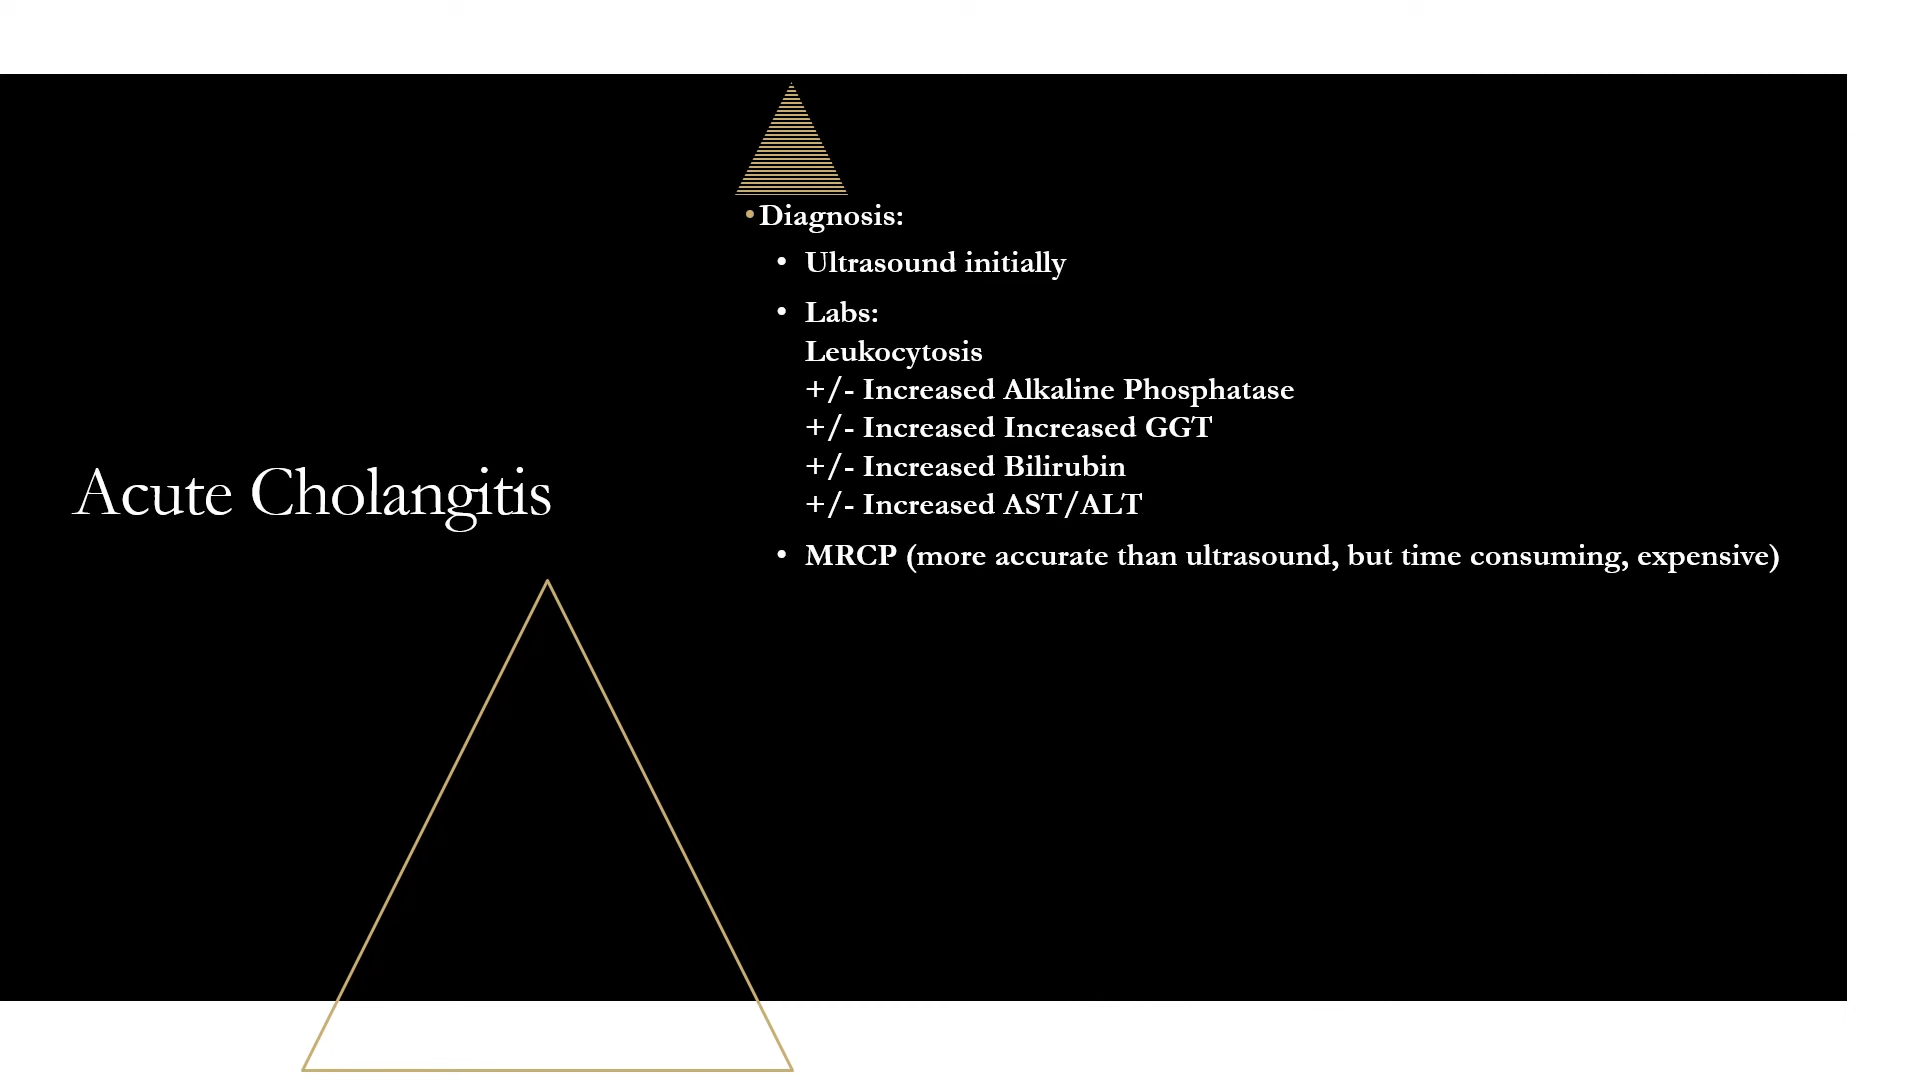 Acute Cholangitis
•Diagnosis:
• Ultrasound initially
• Labs:
Leukocytosis
+/- Increased Alkaline Phosphatase
+/- Increased Increased GGT
+/- Increased Bilirubin
+/- Increased AST/ALT
• MRCP (more accurate than ultrasound, but time consuming, expensive)